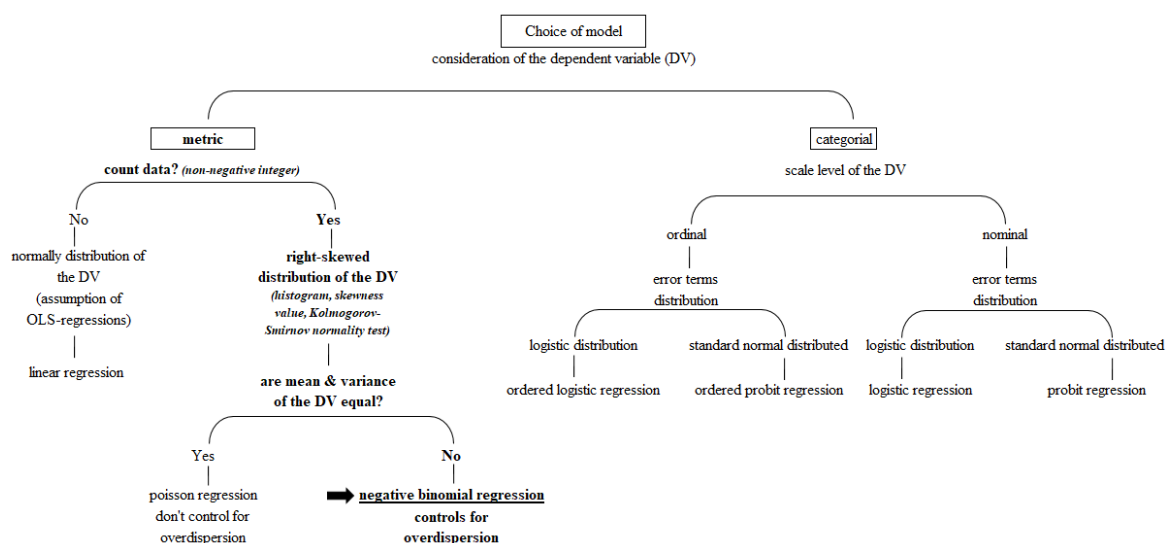 Choice of model
consideration of the dependent variable (DV)
metric
categorial
count data? (non-negative integer)
scale level of the DV
No
Yes
ordinal
nominal
normally distribution of
the DV
(assumption of
OLS-regressions)
right-skewed
distribution of the DV
(histogram, skewness
value, Kolmogorov-
Smirnov normality test)
error terms
distribution
error terms
distribution
logistic distribution
standard normal distributed
logistic distribution
standard normal distributed
linear regression
are mean & variance
of the DV equal?
ordered logistic regression
ordered probit regression
logistic regression
probit regression
Yes
No
poisson regression
don't control for
overdispersion
negative binomial regression
controls for
overdispersion